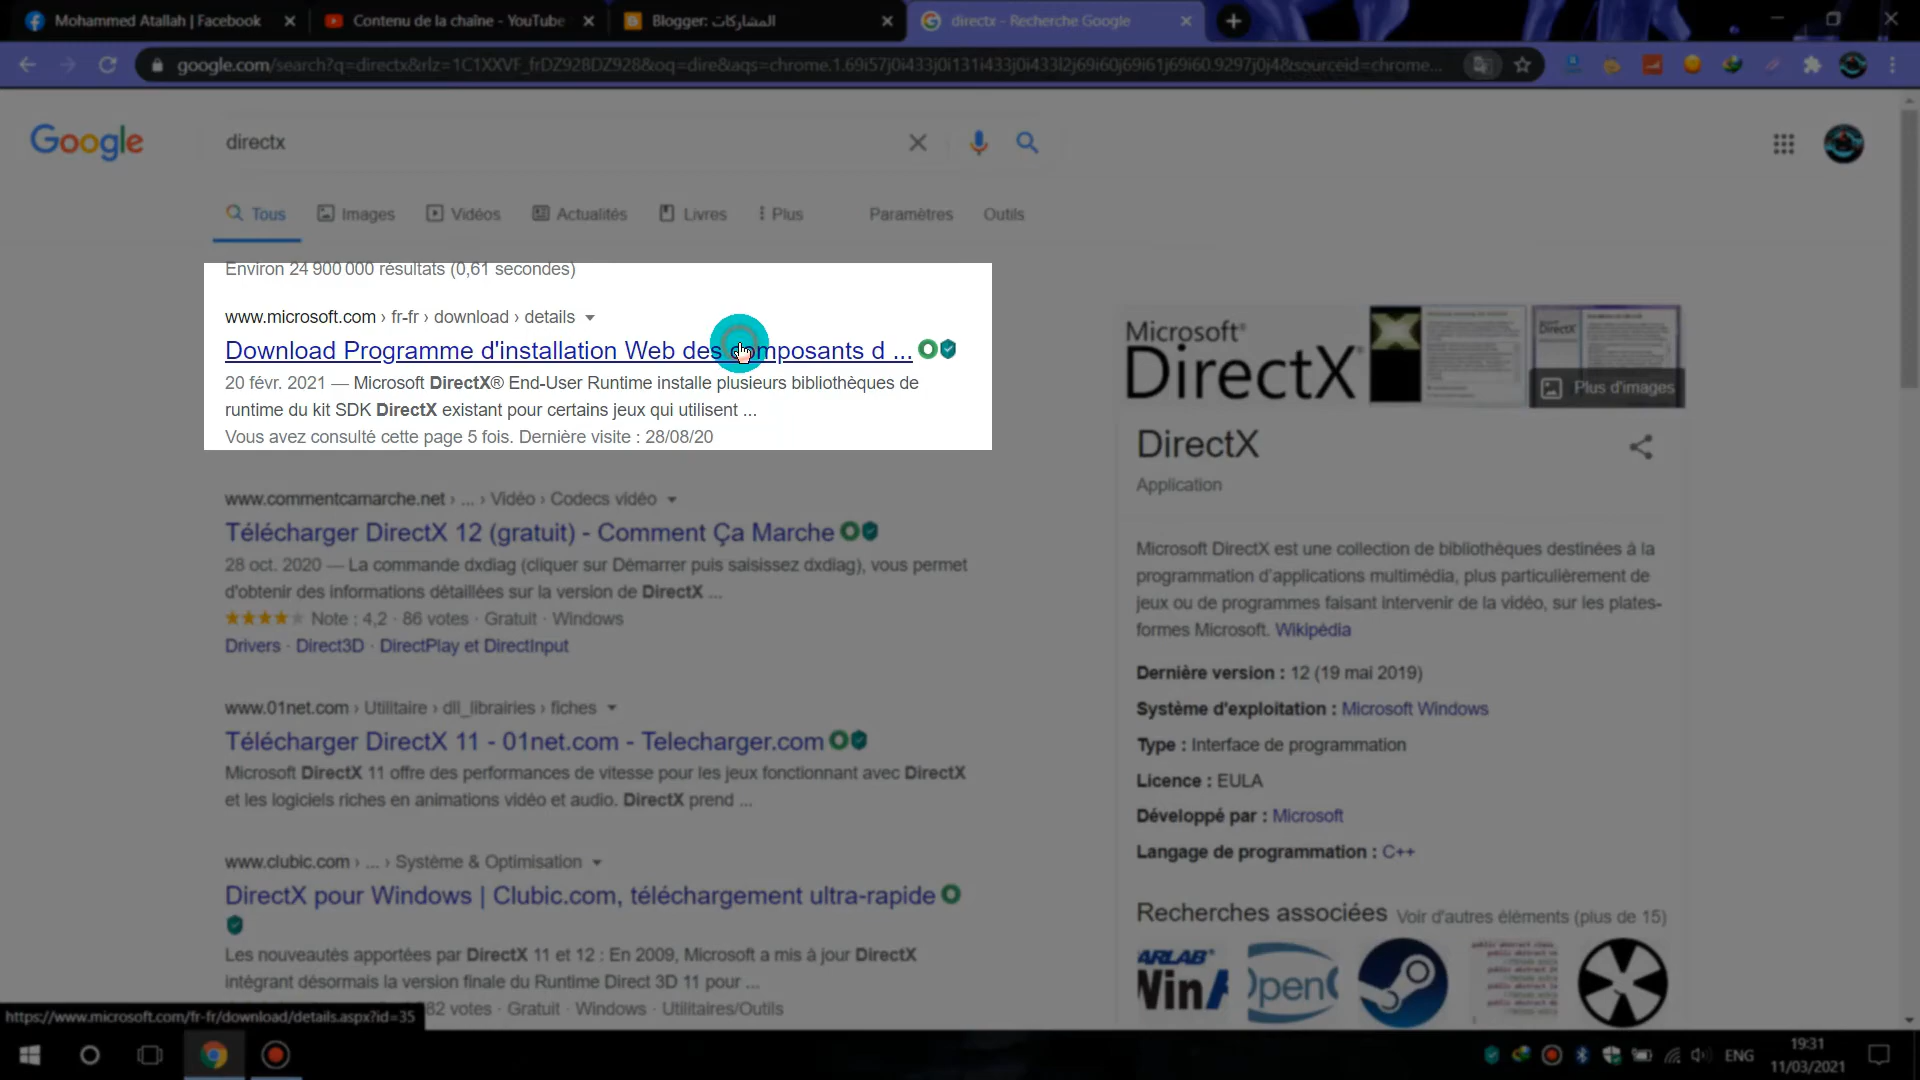 Mohammed Atallah | Facebook
Contenu de la chaîne - YouTube
Blogger: المشاركات
directx - Recherche Google
google.com/search?q=directx&rlz=1C1XXVF_frDZ928DZ928&oq=dire&aqs=chrome.1.69i57j0i433j0i131i433j0i433l2j69i60j69i61j69i60.9297j0j4&sourceid=chrome...
Google
directx
Tous
Images
Vidéos
Actualités
Livres
Plus
Paramètres
Outils
Environ 24 900 000 résultats (0,61 secondes)
www.microsoft.com › fr-fr › download › details
Download Programme d'installation Web des composants d ...
20 févr. 2021 — Microsoft DirectX® End-User Runtime installe plusieurs bibliothèques de
runtime du kit SDK DirectX existant pour certains jeux qui utilisent ...
Vous avez consulté cette page 5 fois. Dernière visite : 28/08/20
www.commentcamarche.net › ... › Vidéo › Codecs vidéo
Télécharger DirectX 12 (gratuit) - Comment Ça Marche
28 oct. 2020 — La commande dxdiag (cliquer sur Démarrer puis saisissez dxdiag), vous permet
d'obtenir des informations détaillées sur la version de DirectX ...
Note : 4,2 · 86 votes · Gratuit · Windows
Drivers · Direct3D · DirectPlay et DirectInput
www.01net.com › Utilitaire › dll_librairies › fiches
Télécharger DirectX 11 - 01net.com - Telecharger.com
Microsoft DirectX 11 offre des performances de vitesse pour les jeux fonctionnant avec DirectX
et les logiciels riches en animations vidéo et audio. DirectX prend ...
www.clubic.com › ... › Système & Optimisation
DirectX pour Windows | Clubic.com, téléchargement ultra-rapide
Les nouveautés apportées par DirectX 11 et 12 : En 2009, Microsoft a mis à jour DirectX
intégrant désormais la version finale du Runtime Direct 3D 11 pour ...
82 votes · Gratuit · Windows · Utilitaires/Outils
https://www.microsoft.com/fr-fr/download/details.aspx?id=35
Microsoft®
DirectX®
Plus d'images
DirectX
Application
Microsoft DirectX est une collection de bibliothèques destinées à la
programmation d'applications multimédia, plus particulièrement de
jeux ou de programmes faisant intervenir de la vidéo, sur les plates-
formes Microsoft. Wikipédia
Dernière version : 12 (19 mai 2019)
Système d'exploitation : Microsoft Windows
Type : Interface de programmation
Licence : EULA
Développé par : Microsoft
Langage de programmation : C++
Recherches associées
Voir d'autres éléments (plus de 15)
ARLAB®
WinA
OpenG
ENG
19:31
11/03/2021